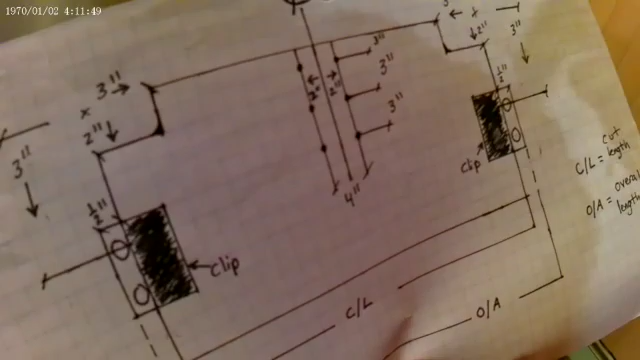 1970/01/02 4:11:49
x 3"
2"
3"
1/2"
Clip
2" 2"
3"
3"
3"
4"
x
2"
3"
1/2"
Clip
C/L
O/A
C/L = cut length
O/A = overall length